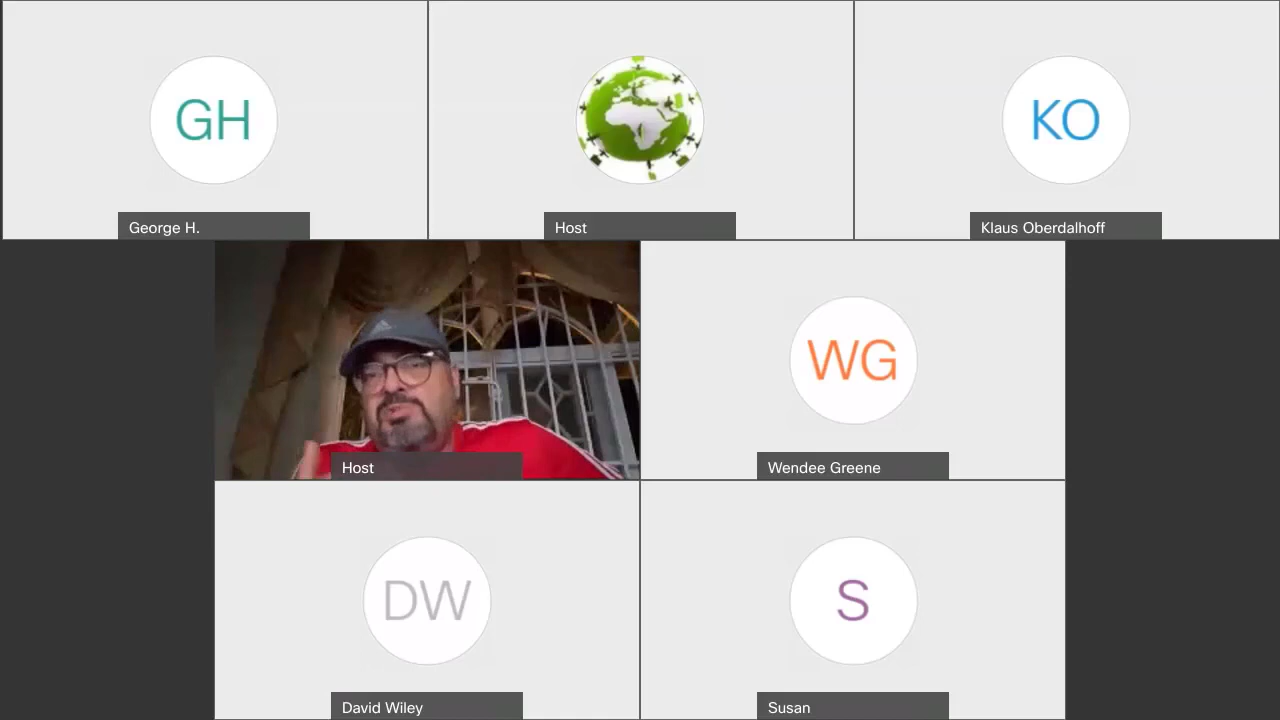 GH
KO
George H.
Host
Klaus Oberdalhoff
WG
Host
Wendee Greene
DW
S
David Wiley
Susan